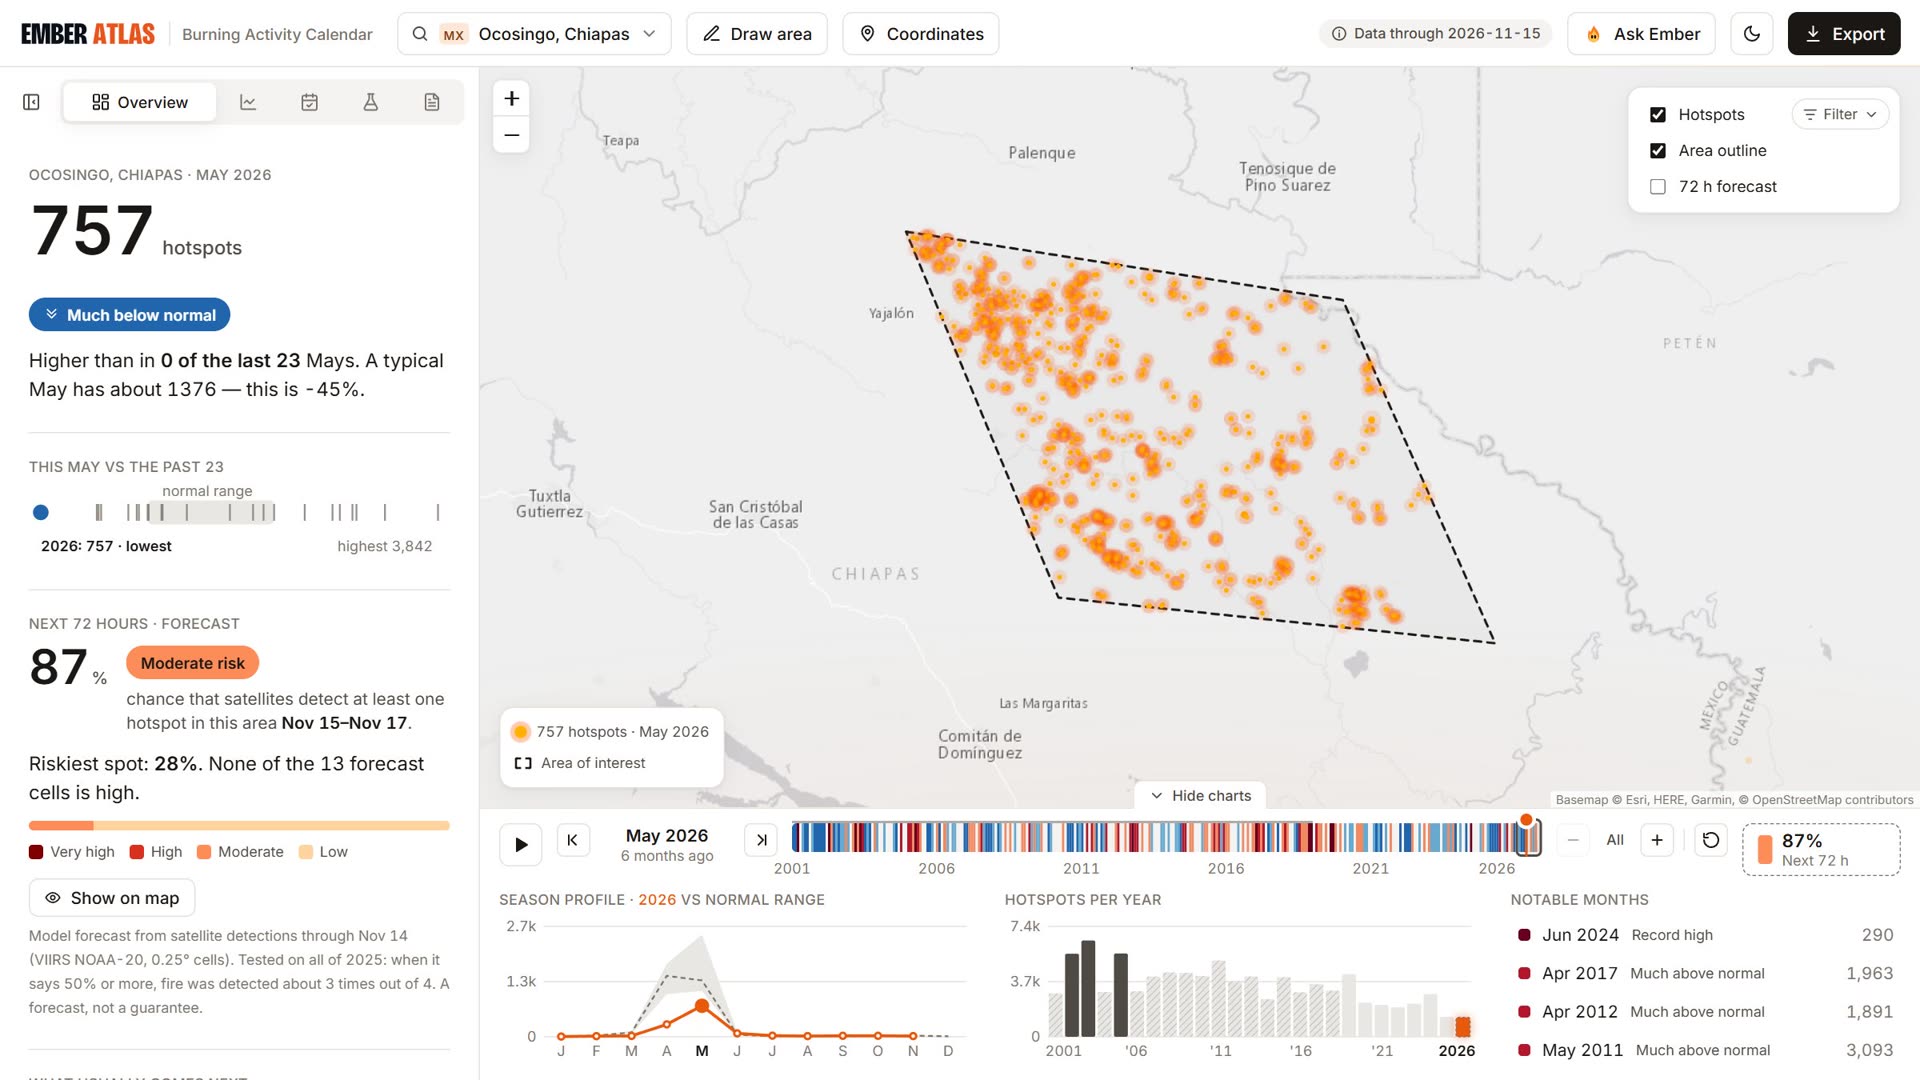 EMBER ATLAS
Burning Activity Calendar
MX Ocosingo, Chiapas
Draw area
Coordinates
Data through 2026-11-15
Ask Ember
Export
Overview
OCOSINGO, CHIAPAS · MAY 2026
757 hotspots
Much below normal
Higher than in 0 of the last 23 Mays. A typical
May has about 1376 — this is -45%.
THIS MAY VS THE PAST 23
normal range
2026: 757 · lowest
highest 3,842
NEXT 72 HOURS · FORECAST
87 %
Moderate risk
chance that satellites detect at least one
hotspot in this area Nov 15–Nov 17.
Riskiest spot: 28%. None of the 13 forecast
cells is high.
Very high
High
Moderate
Low
Show on map
Model forecast from satellite detections through Nov 14
(VIIRS NOAA-20, 0.25° cells). Tested on all of 2025: when it
says 50% or more, fire was detected about 3 times out of 4. A
forecast, not a guarantee.
+
−
Hotspots
Filter
Area outline
72 h forecast
Teapa
Palenque
Tenosique de
Pino Suarez
Yajalón
PETÉN
Tuxtla
Gutierrez
San Cristóbal
de las Casas
CHIAPAS
Las Margaritas
Comitán de
Domínguez
MEXICO
GUATEMALA
757 hotspots · May 2026
Area of interest
Hide charts
Basemap © Esri, HERE, Garmin, © OpenStreetMap contributors
May 2026
6 months ago
2001
2006
2011
2016
2021
2026
−
All
+
87%
Next 72 h
SEASON PROFILE · 2026 VS NORMAL RANGE
2.7k
1.3k
0
J F M A M J J A S O N D
HOTSPOTS PER YEAR
7.4k
3.7k
0
2001 '06 '11 '16 '21 2026
NOTABLE MONTHS
Jun 2024 Record high 290
Apr 2017 Much above normal 1,963
Apr 2012 Much above normal 1,891
May 2011 Much above normal 3,093